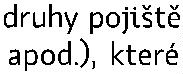 druhy pojiště
apod.), které